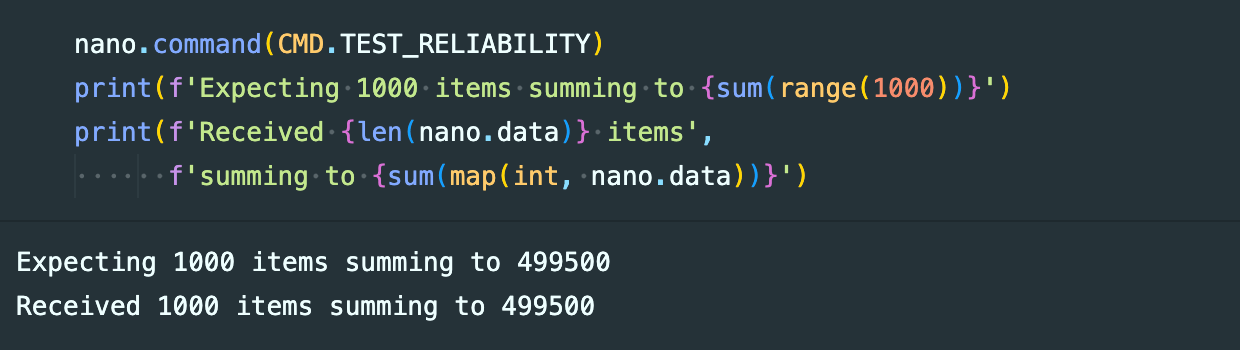 nano.command(CMD.TEST_RELIABILITY)
print(f'Expecting 1000 items summing to {sum(range(1000))}')
print(f'Received {len(nano.data)} items',
      f'summing to {sum(map(int, nano.data))}')
Expecting 1000 items summing to 499500
Received 1000 items summing to 499500